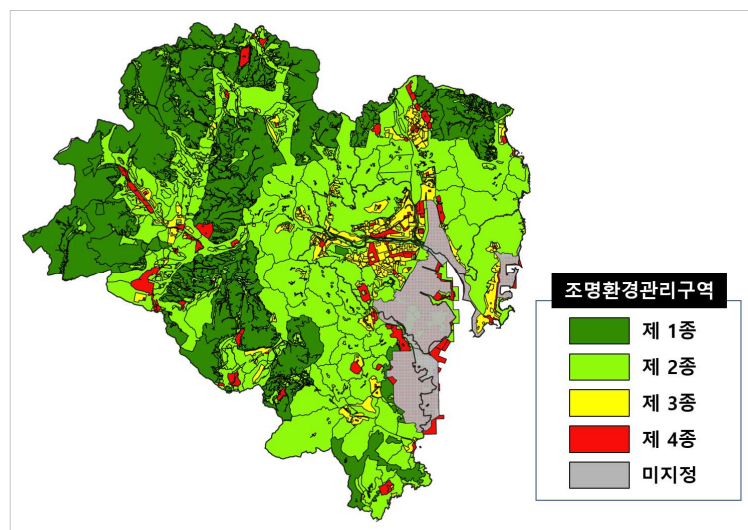 조명환경관리구역
제 1종
제 2종
제 3종
제 4종
미지정